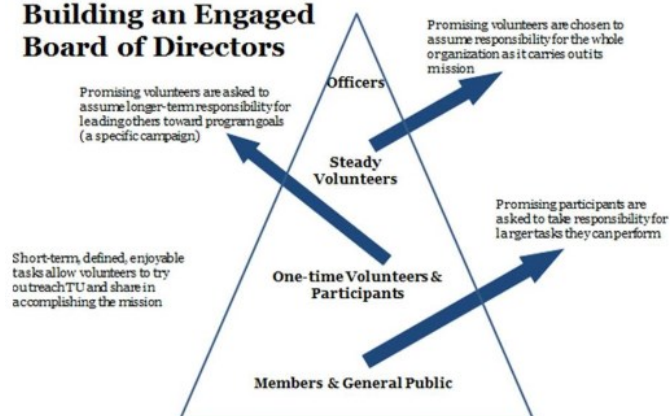 Building an Engaged
Board of Directors
Promising volunteers are chosen to
assume responsibility for the whole
organization as it carries out its
mission
Officers
Promising volunteers are asked to
assume longer-term responsibility for
leading others toward program goals
(a specific campaign)
Steady
Volunteers
Promising participants are
asked to take responsibility for
larger tasks they can perform
Short-term, defined, enjoyable
tasks allow volunteers to try
outreach TU and share in
accomplishing the mission
One-time Volunteers &
Participants
Members & General Public